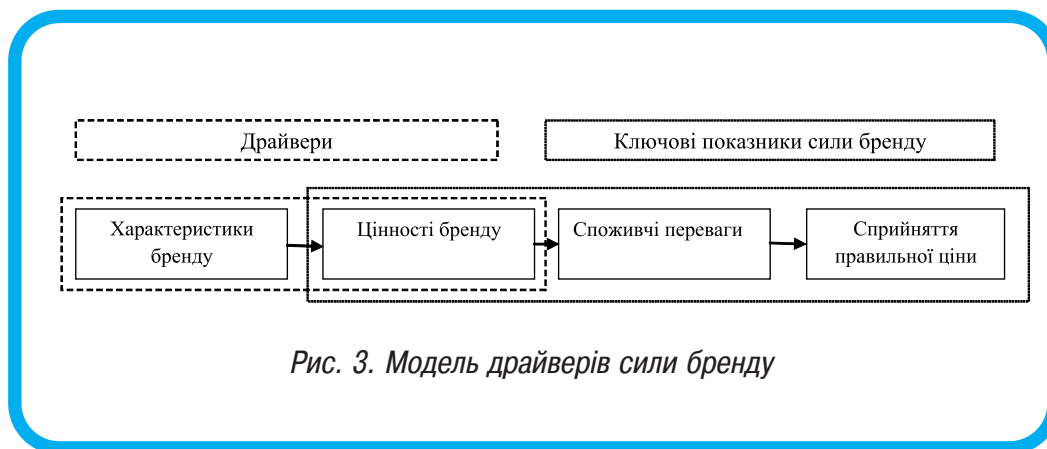 Драйвери
Ключові показники сили бренду
Характеристики
бренду
Цінності бренду
Споживчі переваги
Сприйняття
правильної ціни
Рис. 3. Модель драйверів сили бренду